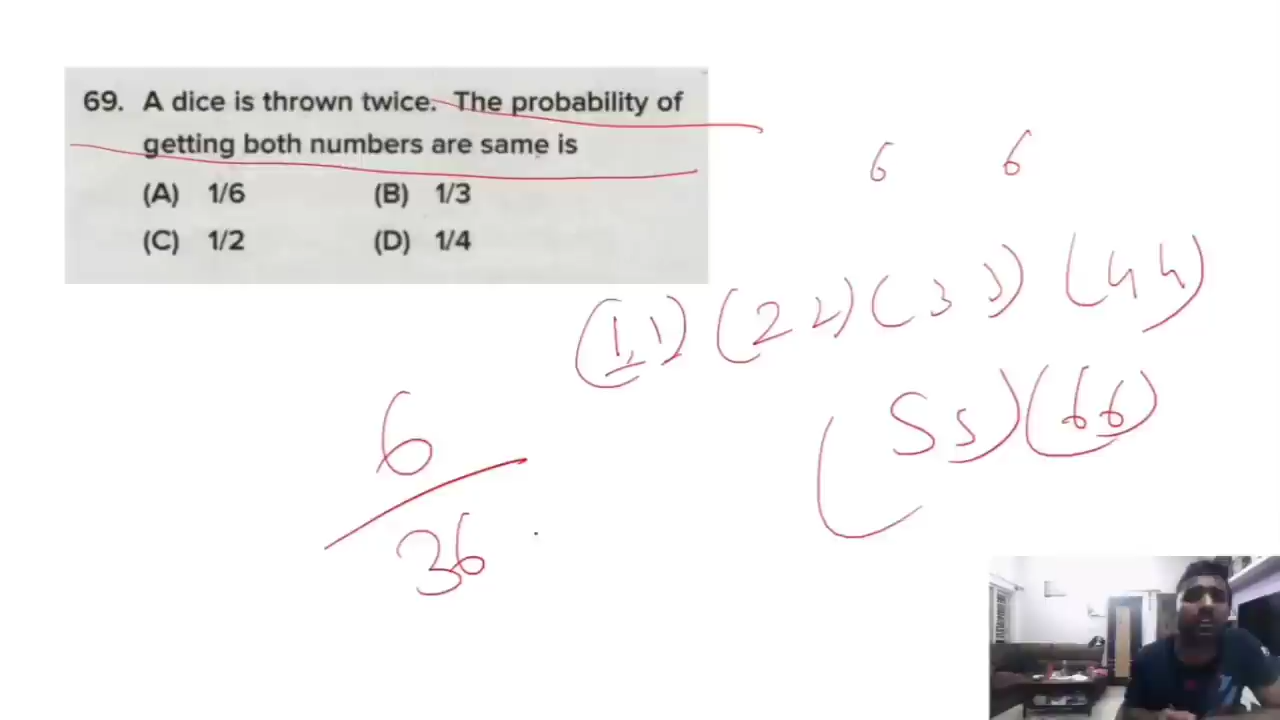 69. A dice is thrown twice. The probability of
getting both numbers are same is
(A) 1/6 (B) 1/3
(C) 1/2 (D) 1/4
6 6
(1,1) (2 2) (3 3) (4 4)
(5 5) (6 6)
6
36